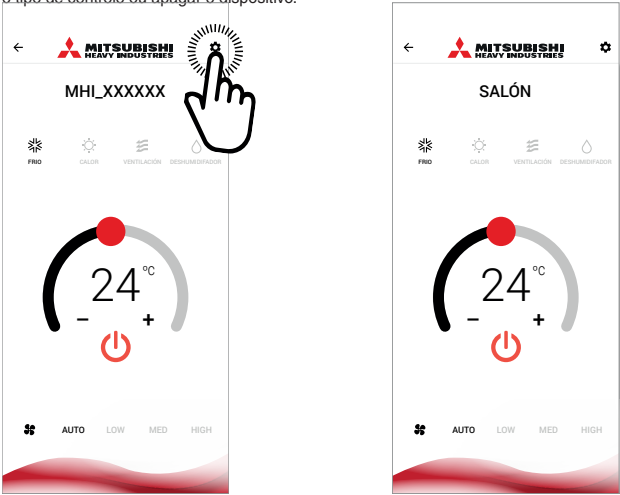 o tipo de controlo ou apagar o dispositivo.
MITSUBISHI
HEAVY INDUSTRIES
MHI_XXXXXX
FRIO CALOR VENTILACIÓN DESHUMIDIFADOR
24 °C
− +
AUTO LOW MED HIGH
MITSUBISHI
HEAVY INDUSTRIES
SALÓN
FRIO CALOR VENTILACIÓN DESHUMIDIFADOR
24 °C
− +
AUTO LOW MED HIGH